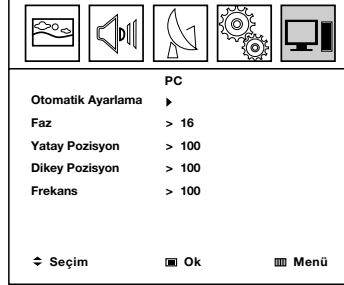 PC
Otomatik Ayarlama
Faz > 16
Yatay Pozisyon > 100
Dikey Pozisyon > 100
Frekans > 100
Seçim Ok Menü